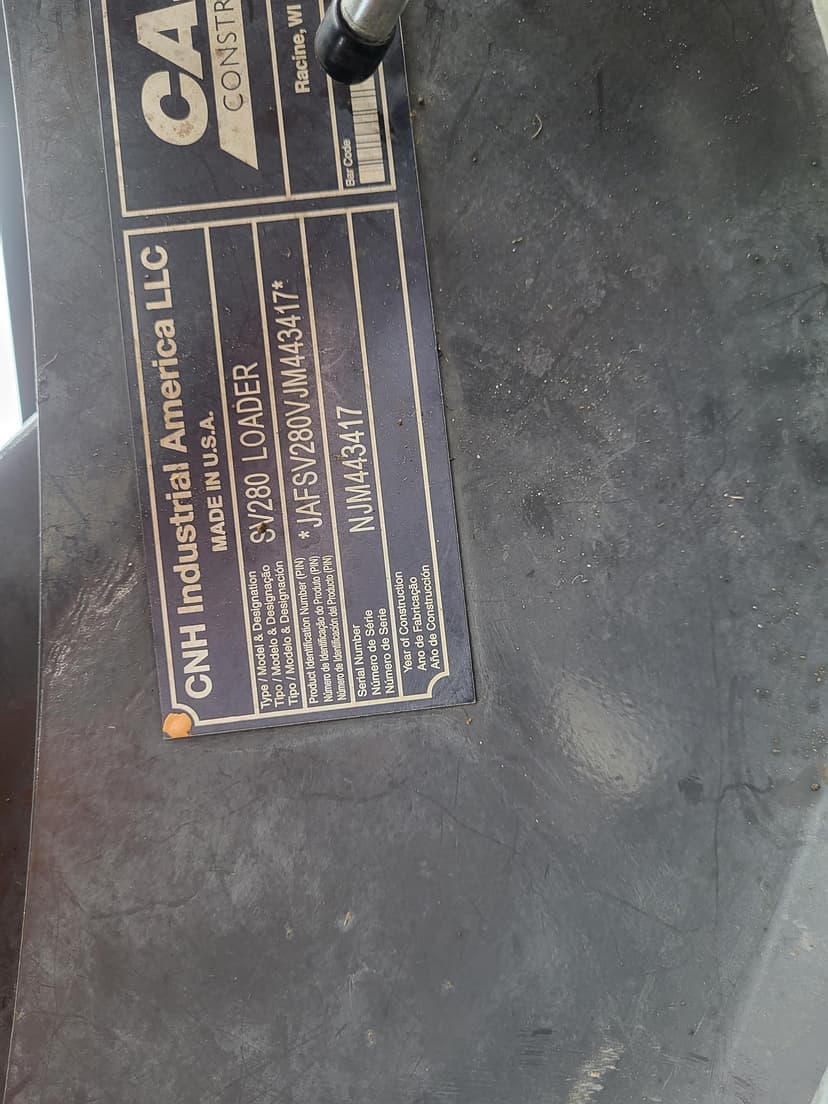 CNH Industrial America LLC
MADE IN U.S.A.
Type / Model & Designation
Tipo / Modelo & Designação
Tipo / Modelo & Designación
SV280 LOADER
Product Identification Number (PIN)
Número de Identificação do Produto (PIN)
Número de Identificación del Producto (PIN)
*JAFSV280VJM443417*
Serial Number
Número de Série
Número de Serie
NJM443417
Year of Construction
Ano de Fabricação
Ano de Construcción
CA
CONSTR
Racine, WI
Bar Code